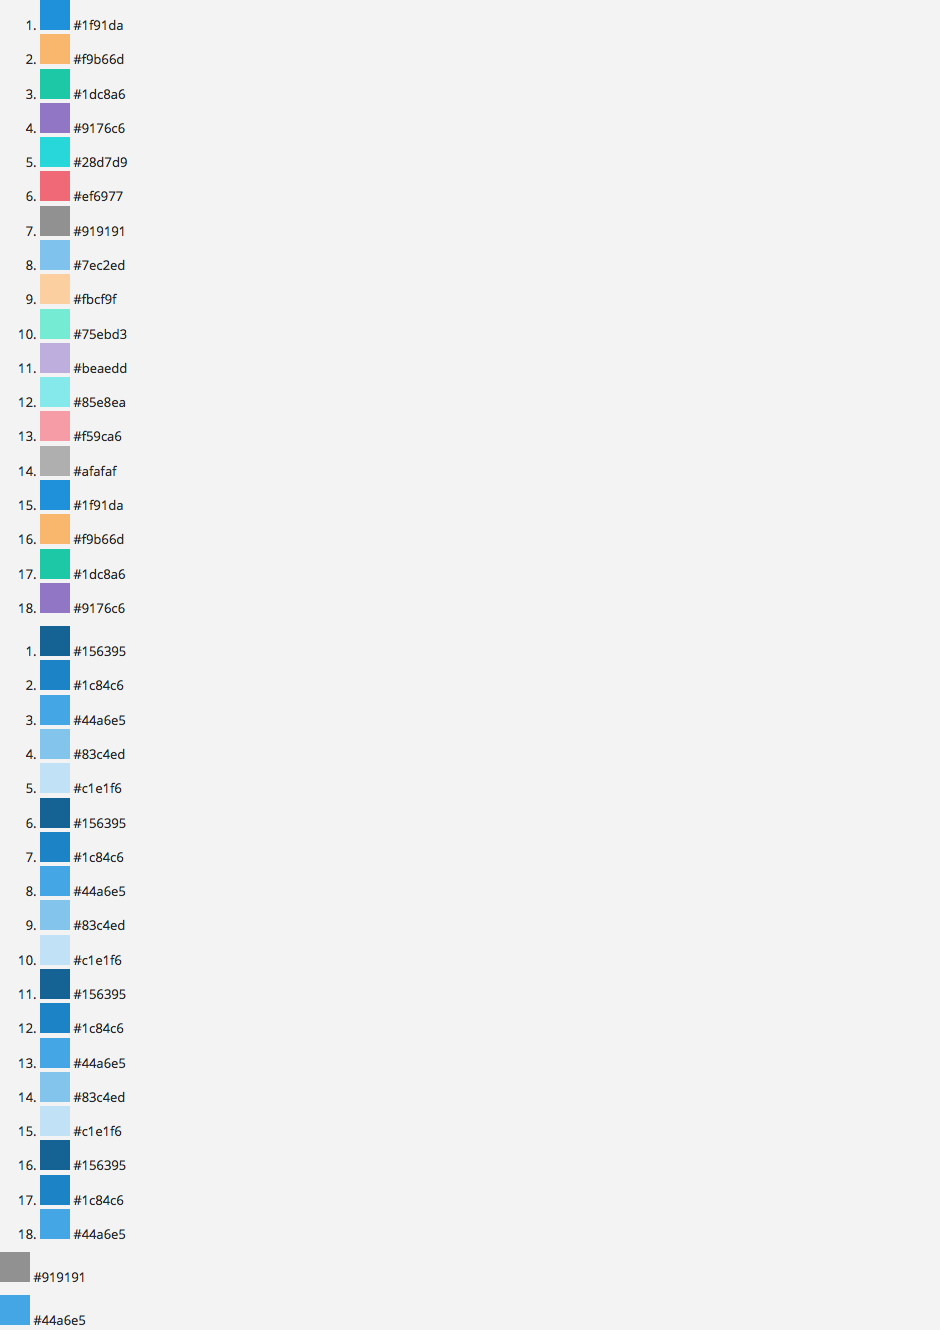 1. #1f91da
2. #f9b66d
3. #1dc8a6
4. #9176c6
5. #28d7d9
6. #ef6977
7. #919191
8. #7ec2ed
9. #fbcf9f
10. #75ebd3
11. #beaedd
12. #85e8ea
13. #f59ca6
14. #afafaf
15. #1f91da
16. #f9b66d
17. #1dc8a6
18. #9176c6
1. #156395
2. #1c84c6
3. #44a6e5
4. #83c4ed
5. #c1e1f6
6. #156395
7. #1c84c6
8. #44a6e5
9. #83c4ed
10. #c1e1f6
11. #156395
12. #1c84c6
13. #44a6e5
14. #83c4ed
15. #c1e1f6
16. #156395
17. #1c84c6
18. #44a6e5
#919191
#44a6e5